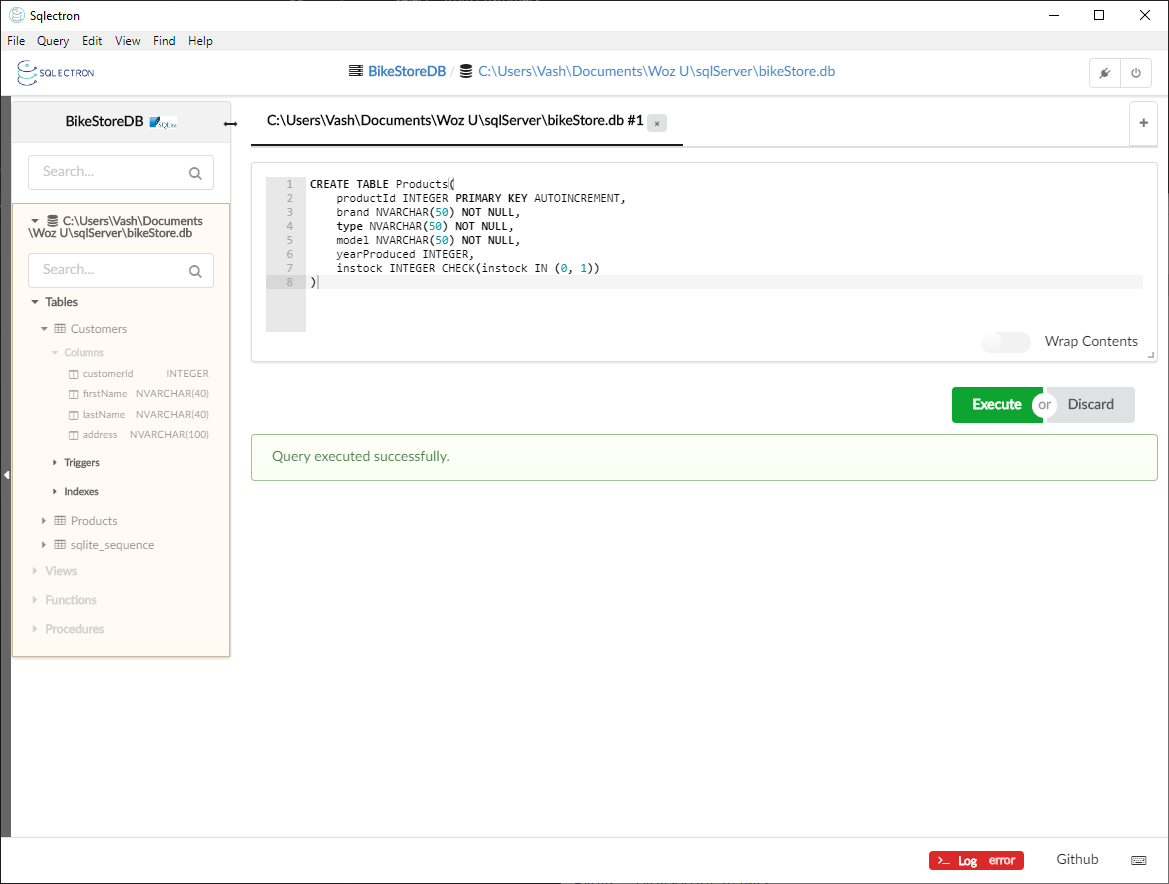 Sqlectron
File Query Edit View Find Help
SQLECTRON
BikeStoreDB / C:\Users\Vash\Documents\Woz U\sqlServer\bikeStore.db
BikeStoreDB SQLite
Search...
C:\Users\Vash\Documents
\Woz U\sqlServer\bikeStore.db
Search...
Tables
Customers
Columns
customerId INTEGER
firstName NVARCHAR(40)
lastName NVARCHAR(40)
address NVARCHAR(100)
Triggers
Indexes
Products
sqlite_sequence
Views
Functions
Procedures
C:\Users\Vash\Documents\Woz U\sqlServer\bikeStore.db #1 ×
+
1 CREATE TABLE Products(
2 productId INTEGER PRIMARY KEY AUTOINCREMENT,
3 brand NVARCHAR(50) NOT NULL,
4 type NVARCHAR(50) NOT NULL,
5 model NVARCHAR(50) NOT NULL,
6 yearProduced INTEGER,
7 instock INTEGER CHECK(instock IN (0, 1))
8 )
Wrap Contents
Execute or Discard
Query executed successfully.
>_ Log error Github